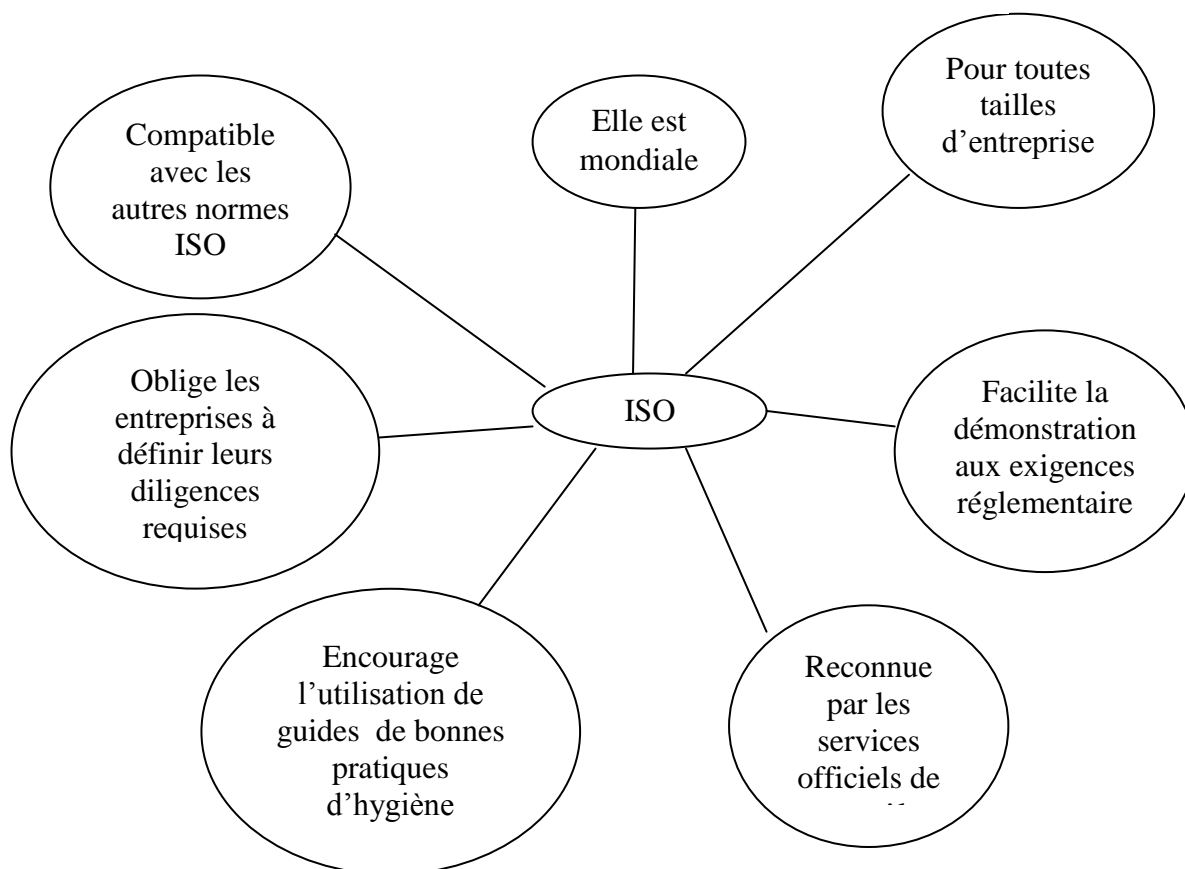 Compatible
avec les
autres normes
ISO
Elle est
mondiale
Pour toutes
tailles
d’entreprise
Oblige les
entreprises à
définir leurs
diligences
requises
ISO
Facilite la
démonstration
aux exigences
réglementaire
Encourage
l’utilisation de
guides de bonnes
pratiques
d’hygiène
Reconnue
par les
services
officiels de